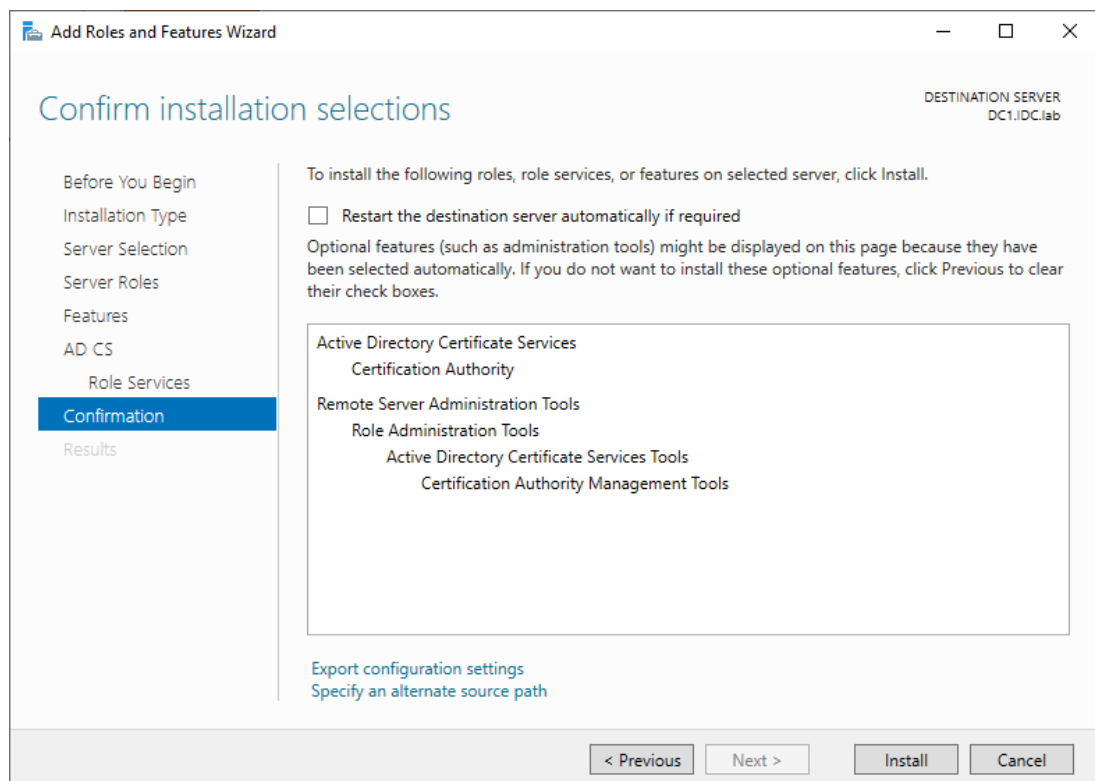 Add Roles and Features Wizard
Confirm installation selections
DESTINATION SERVER
DC1.IDC.lab
Before You Begin
Installation Type
Server Selection
Server Roles
Features
AD CS
Role Services
Confirmation
Results
To install the following roles, role services, or features on selected server, click Install.
Restart the destination server automatically if required
Optional features (such as administration tools) might be displayed on this page because they have
been selected automatically. If you do not want to install these optional features, click Previous to clear
their check boxes.
Active Directory Certificate Services
Certification Authority
Remote Server Administration Tools
Role Administration Tools
Active Directory Certificate Services Tools
Certification Authority Management Tools
Export configuration settings
Specify an alternate source path
< Previous
Next >
Install
Cancel